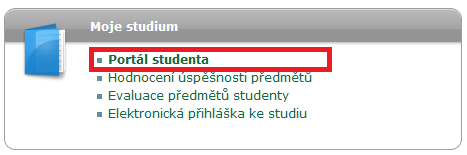 Moje studium
Portál studenta
Hodnocení úspěšnosti předmětů
Evaluace předmětů studenty
Elektronická přihláška ke studiu